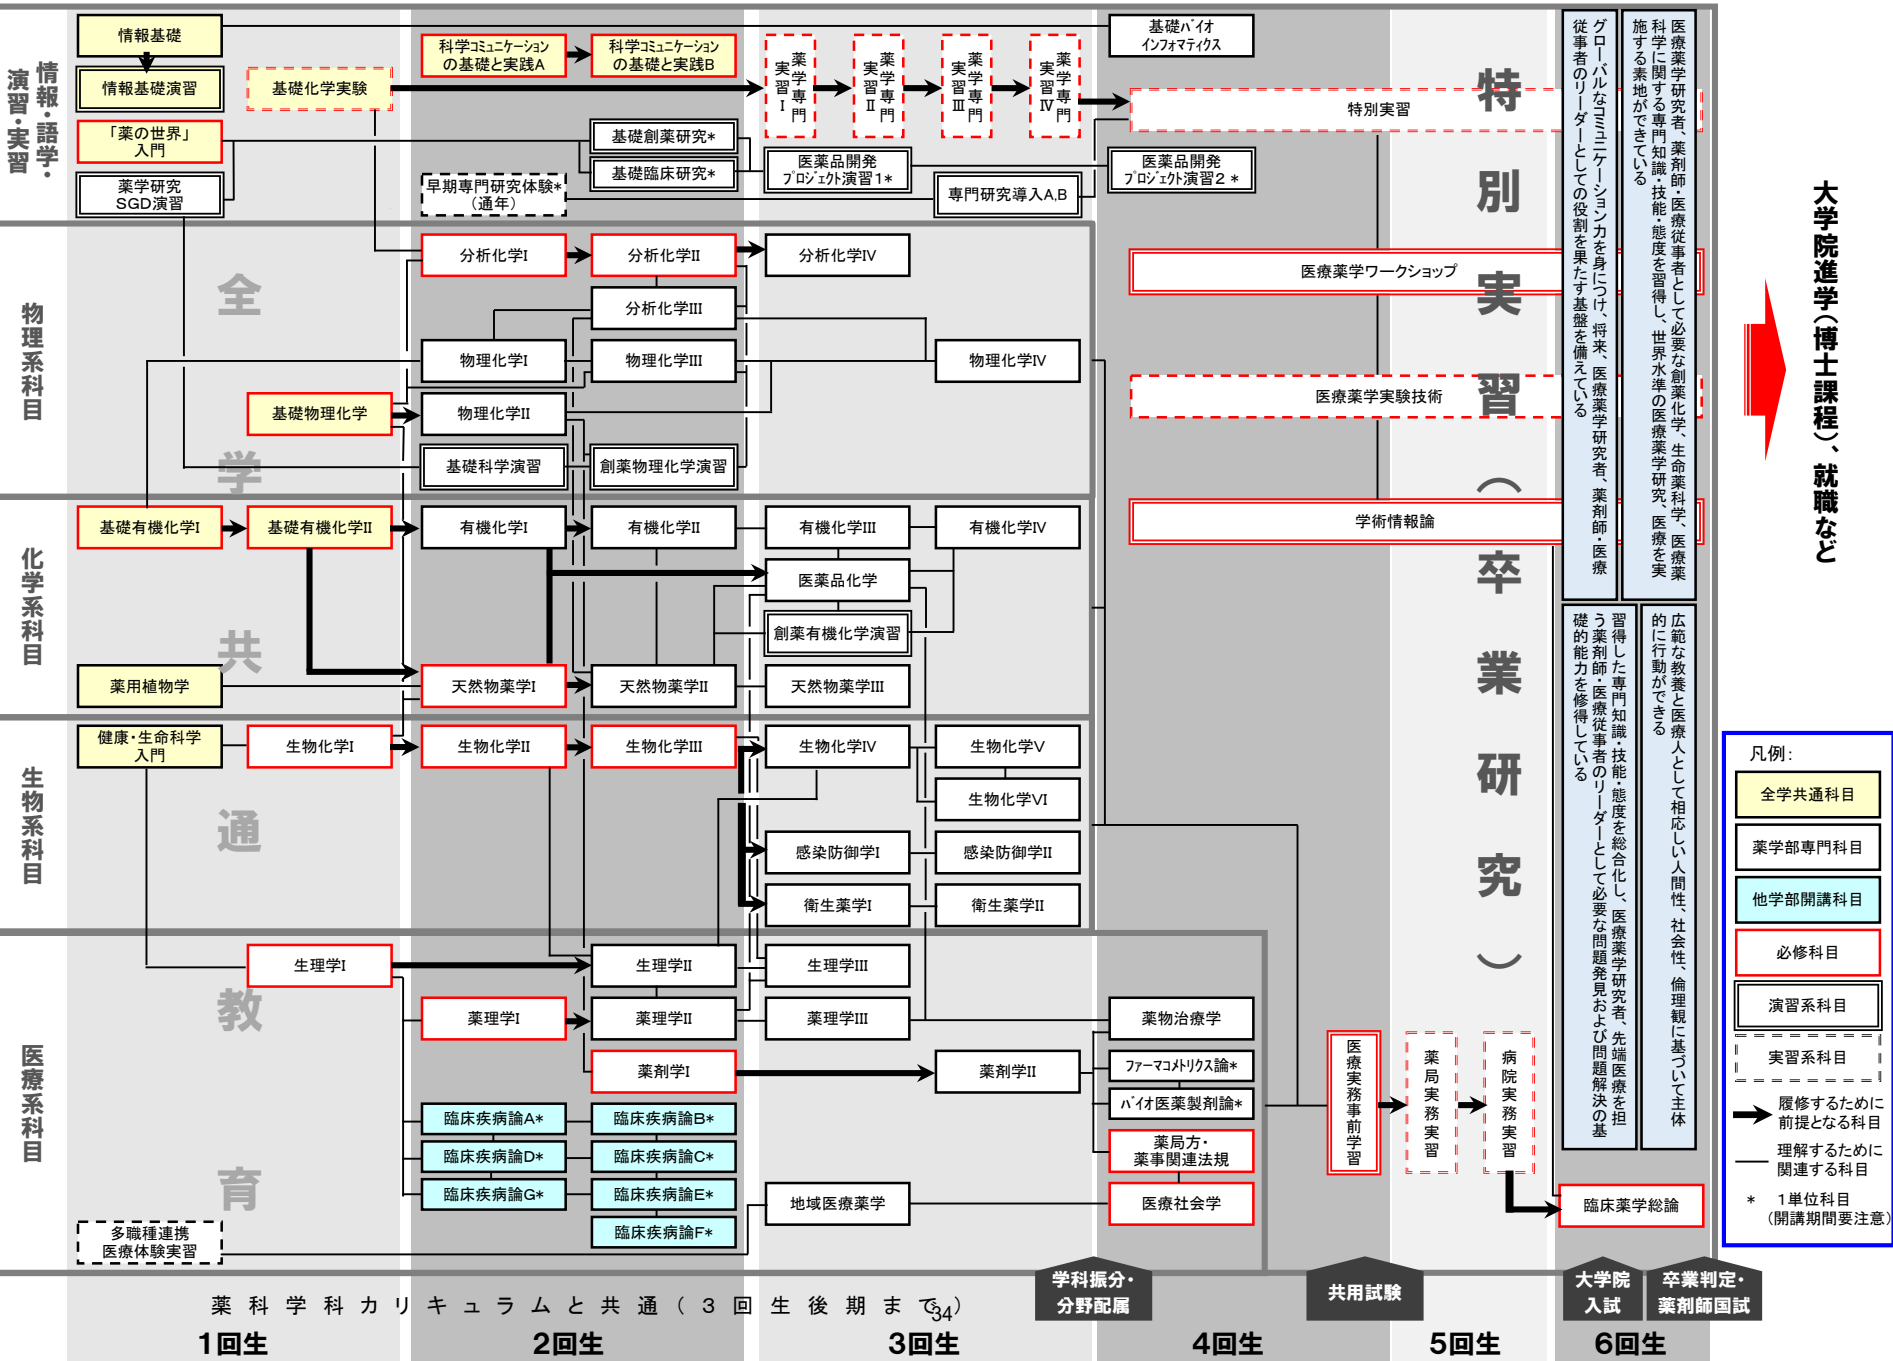 情報・語学・
演習・実習
情報基礎
情報基礎演習
「薬の世界」
入門
薬学研究
SGD演習
基礎化学実験
科学コミュニケーション
の基礎と実践A
科学コミュニケーション
の基礎と実践B
早期専門研究体験*
(通年)
基礎創薬研究*
基礎臨床研究*
薬学専門
実習Ⅰ
薬学専門
実習Ⅱ
薬学専門
実習Ⅲ
薬学専門
実習Ⅳ
医薬品開発
プロジェクト演習1*
専門研究導入A,B
基礎バイオ
インフォマティクス
医薬品開発
プロジェクト演習2 *
特別実習
物理系科目
基礎物理化学
分析化学I
分析化学II
分析化学III
分析化学IV
物理化学I
物理化学II
物理化学III
物理化学IV
基礎科学演習
創薬物理化学演習
医療薬学ワークショップ
医療薬学実験技術
化学系科目
基礎有機化学I
基礎有機化学II
有機化学I
有機化学II
有機化学III
有機化学IV
医薬品化学
創薬有機化学演習
薬用植物学
天然物薬学I
天然物薬学II
天然物薬学III
学術情報論
生物系科目
健康・生命科学
入門
生物化学I
生物化学II
生物化学III
生物化学IV
生物化学V
生物化学VI
感染防御学I
感染防御学II
衛生薬学I
衛生薬学II
医療系科目
生理学I
生理学II
生理学III
薬理学I
薬理学II
薬理学III
薬剤学I
薬剤学II
臨床疾病論A*
臨床疾病論B*
臨床疾病論D*
臨床疾病論C*
臨床疾病論G*
臨床疾病論E*
臨床疾病論F*
多職種連携
医療体験実習
地域医療薬学
薬物治療学
ファーマコメトリクス論*
バイオ医薬製剤論*
薬局方・
薬事関連法規
医療社会学
医療実務事前学習
薬局実務実習
病院実務実習
臨床薬学総論
全学共通教育
特別実習（卒業研究）
医療薬学研究者、薬剤師・医療従事者として必要な創薬化学、生命薬科学、医療薬
科学に関する専門知識・技能・態度を習得し、世界水準の医療薬学研究、医療を実
施する素地ができている
グローバルなコミュニケーション力を身につけ、将来、医療薬学研究者、薬剤師・医療
従事者のリーダーとしての役割を果たす基盤を備えている
広範な教養と医療人として相応しい人間性、社会性、倫理観に基づいて主体
的に行動ができる
習得した専門知識・技能・態度を総合化し、医療薬学研究者、先端医療を担
う薬剤師・医療従事者のリーダーとして必要な問題発見および問題解決の基
礎的能力を修得している
大学院進学（博士課程）、就職など
凡例：
全学共通科目
薬学部専門科目
他学部開講科目
必修科目
演習系科目
実習系科目
履修するために
前提となる科目
理解するために
関連する科目
* 1単位科目
(開講期間要注意)
学科振分・
分野配属
共用試験
大学院
入試
卒業判定・
薬剤師国試
薬科学科カリキュラムと共通（3回生後期まで）
34
1回生
2回生
3回生
4回生
5回生
6回生